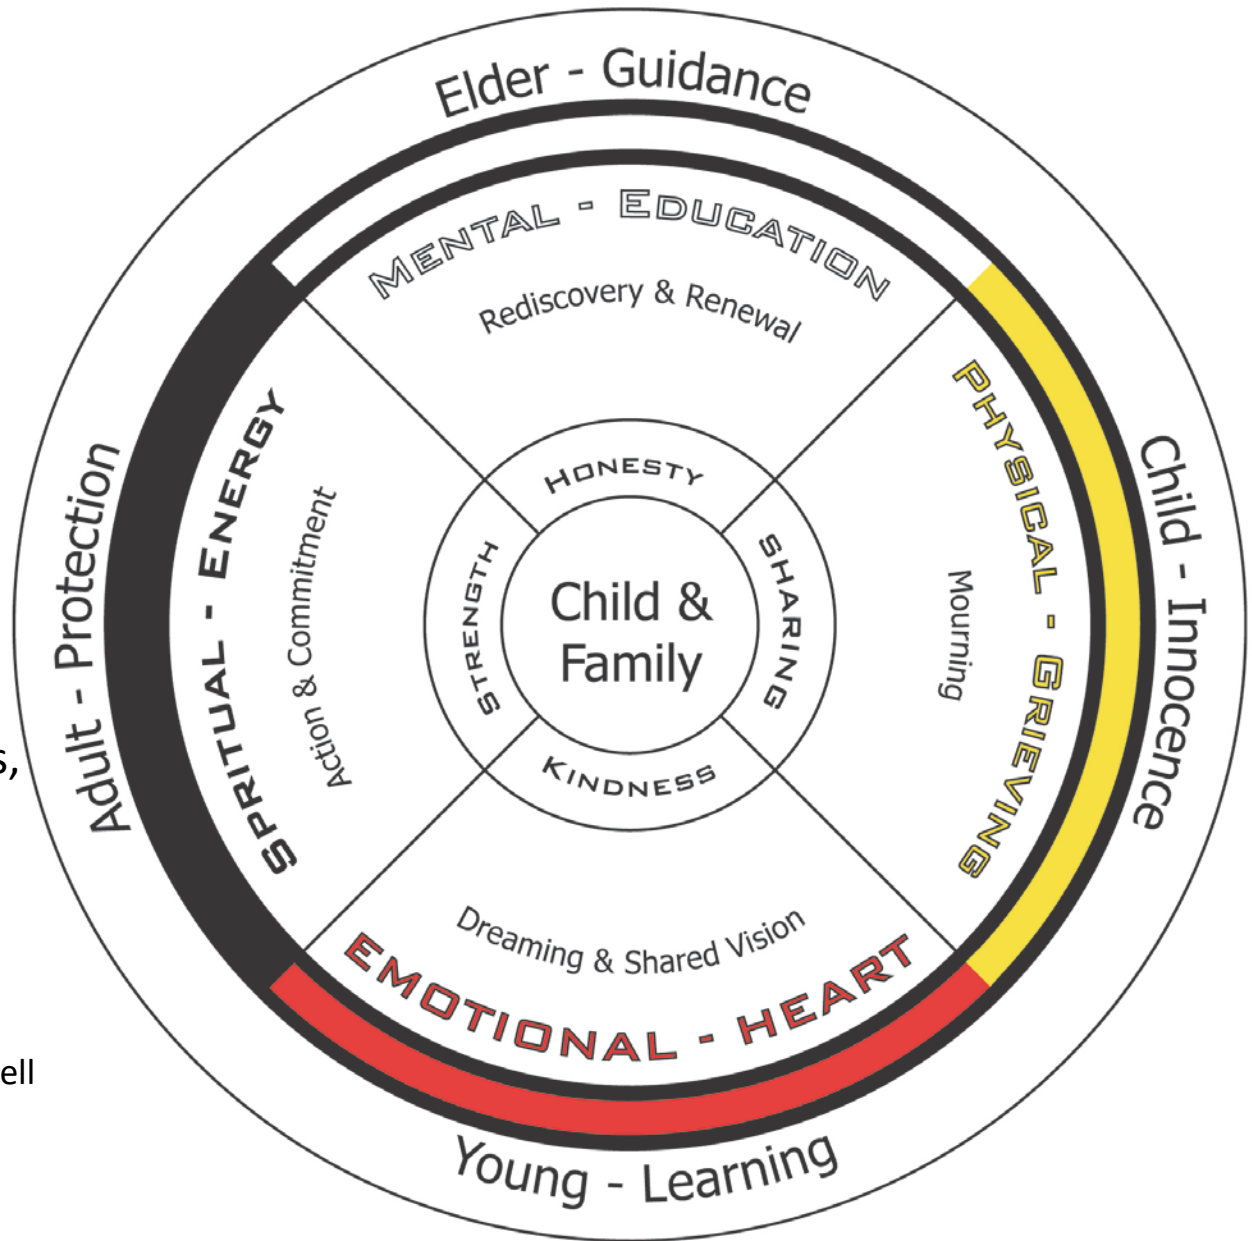 Elder - Guidance
MENTAL - EDUCATION
Rediscovery & Renewal
PHYSICAL - GRIEVING
Mourning
Child - Innocence
HONESTY
SHARING
Child &
Family
STRENGTH
KINDNESS
Adult - Protection
SPRITUAL - ENERGY
Action & Commitment
Dreaming & Shared Vision
EMOTIONAL - HEART
Young - Learning
s,
ell